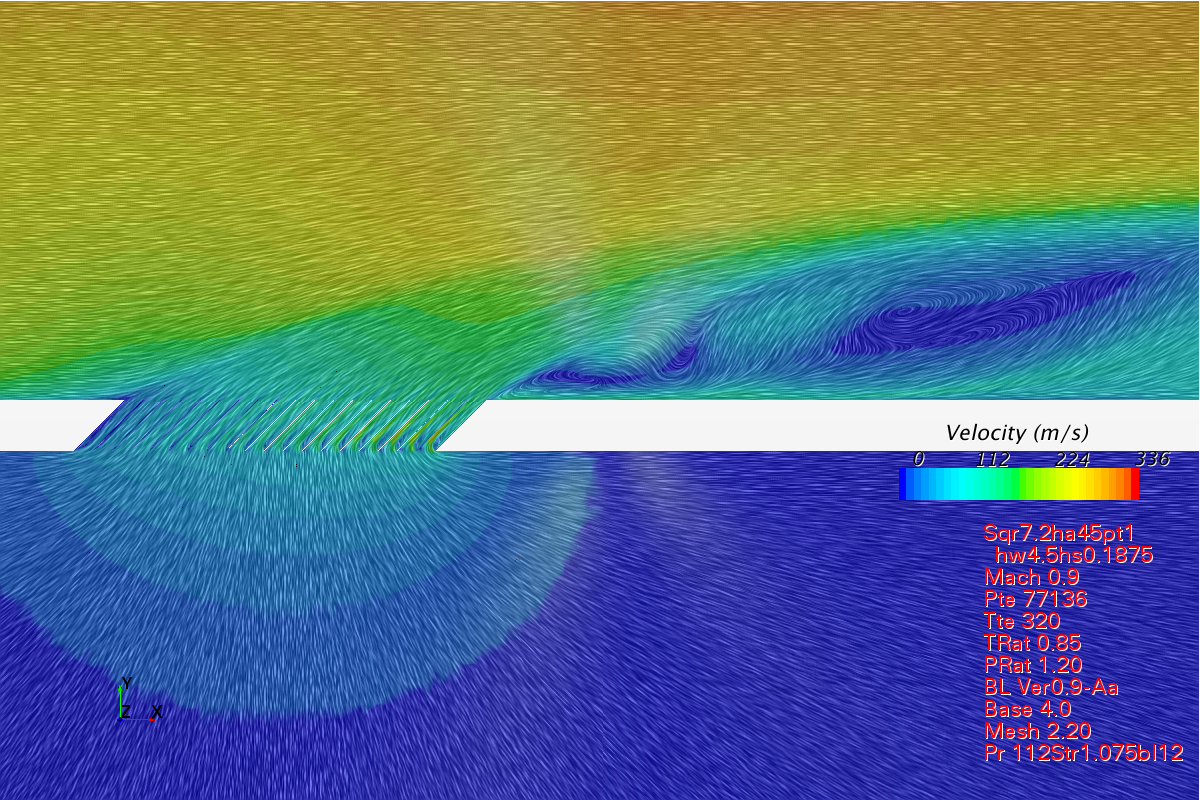 Velocity (m/s)
0 112 224 336
Sqr7.2ha45pt1
hw4.5hs0.1875
Mach 0.9
Pte 77136
Tte 320
TRat 0.85
PRat 1.20
BL Ver0.9-Aa
Base 4.0
Mesh 2.20
Pr 112Str1.075bl12
Y
Z X